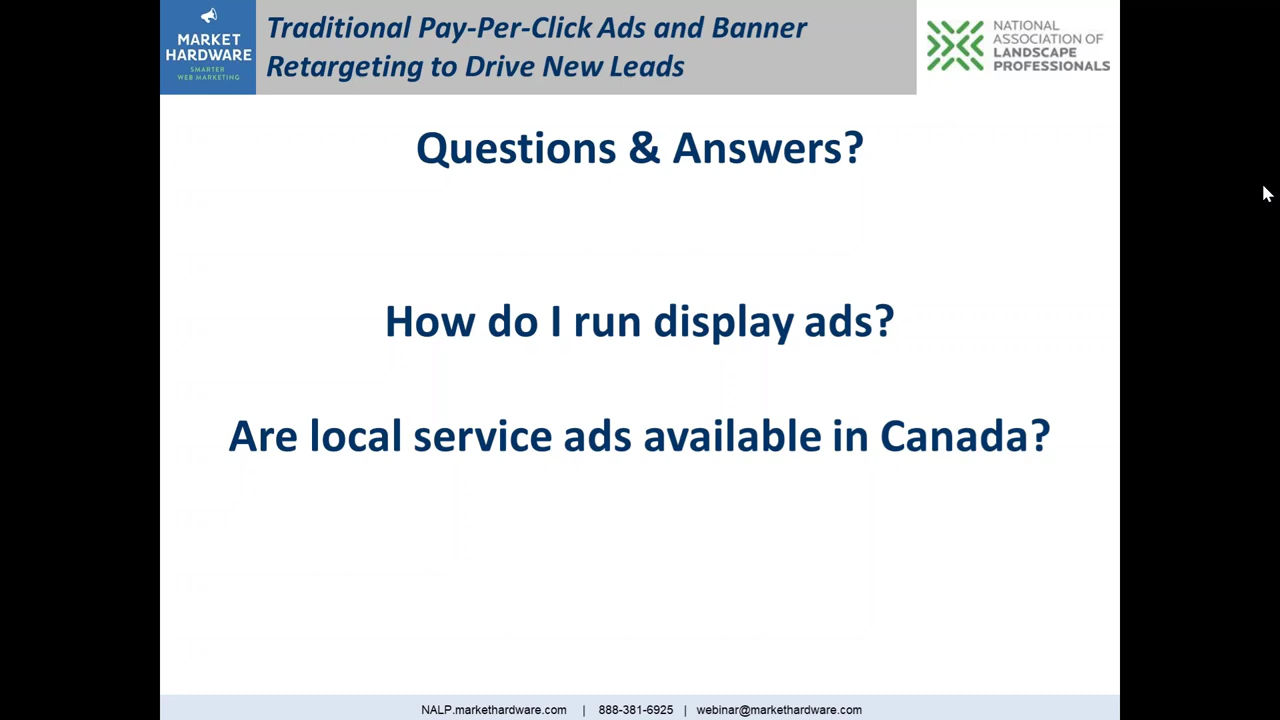 MARKET
HARDWARE
SMARTER
WEB MARKETING
Traditional Pay-Per-Click Ads and Banner
Retargeting to Drive New Leads
NATIONAL
ASSOCIATION OF
LANDSCAPE
PROFESSIONALS
Questions & Answers?
How do I run display ads?
Are local service ads available in Canada?
NALP.markethardware.com | 888-381-6925 | webinar@markethardware.com